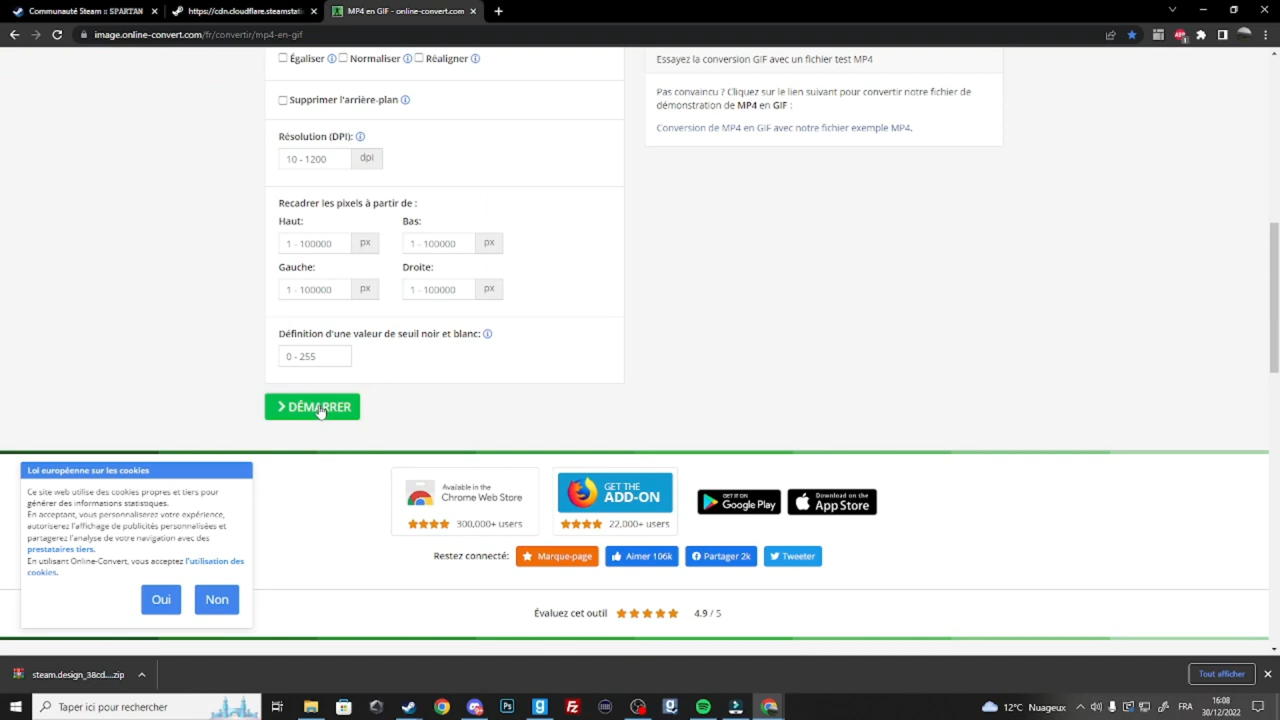 Communauté Steam :: SPARTAN
https://cdn.cloudflare.steamstati
MP4 en GIF - online-convert.com
image.online-convert.com/fr/convertir/mp4-en-gif
Égaliser Normaliser Réaligner
Supprimer l'arrière-plan
Résolution (DPI):
10 - 1200 dpi
Recadrer les pixels à partir de :
Haut: Bas:
1 - 100000 px 1 - 100000 px
Gauche: Droite:
1 - 100000 px 1 - 100000 px
Définition d'une valeur de seuil noir et blanc:
0 - 255
DÉMARRER
Essayez la conversion GIF avec un fichier test MP4
Pas convaincu ? Cliquez sur le lien suivant pour convertir notre fichier de
démonstration de MP4 en GIF :
Conversion de MP4 en GIF avec notre fichier exemple MP4.
Loi européenne sur les cookies
Ce site web utilise des cookies propres et tiers pour
générer des informations statistiques.
En acceptant, vous personnaliserez votre expérience,
autoriserez l'affichage de publicités personnalisées et
partagerez l'analyse de votre navigation avec des
prestataires tiers.
En utilisant Online-Convert, vous acceptez l'utilisation des
cookies.
Oui Non
Available in the
Chrome Web Store
300,000+ users
GET THE
ADD-ON
22,000+ users
GET IT ON
Google Play
Download on the
App Store
Restez connecté: Marque-page Aimer 106k Partager 2k Tweeter
Évaluez cet outil 4.9 / 5
steam.design_38cd....zip
Tout afficher
Taper ici pour rechercher
12°C Nuageux
FRA
16:08
30/12/2022